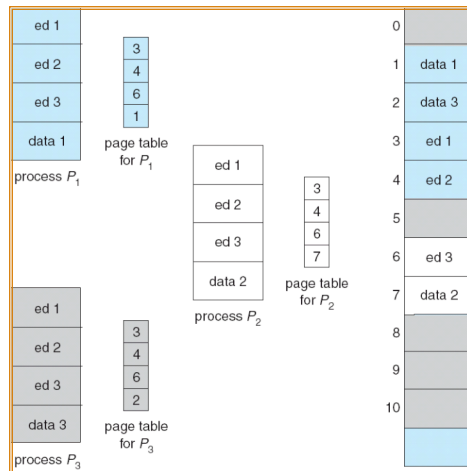 ed 1
ed 2
ed 3
data 1
process P1
3
4
6
1
page table
for P1
ed 1
ed 2
ed 3
data 2
process P2
3
4
6
7
page table
for P2
ed 1
ed 2
ed 3
data 3
process P3
3
4
6
2
page table
for P3
0
1 data 1
2 data 3
3 ed 1
4 ed 2
5
6 ed 3
7 data 2
8
9
10